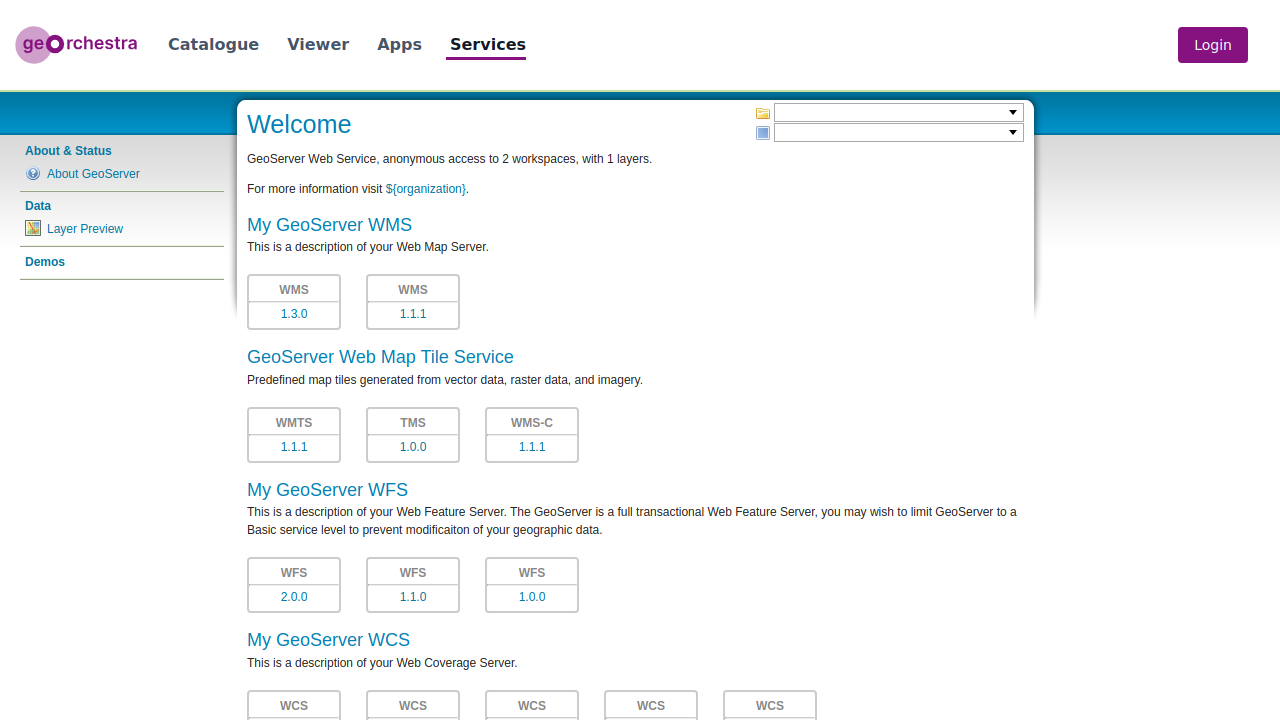 geOrchestra
Catalogue Viewer Apps Services
Login
About & Status
About GeoServer
Data
Layer Preview
Demos
Welcome
GeoServer Web Service, anonymous access to 2 workspaces, with 1 layers.
For more information visit ${organization}.
My GeoServer WMS
This is a description of your Web Map Server.
WMS WMS
1.3.0 1.1.1
GeoServer Web Map Tile Service
Predefined map tiles generated from vector data, raster data, and imagery.
WMTS TMS WMS-C
1.1.1 1.0.0 1.1.1
My GeoServer WFS
This is a description of your Web Feature Server. The GeoServer is a full transactional Web Feature Server, you may wish to limit GeoServer to a
Basic service level to prevent modificaiton of your geographic data.
WFS WFS WFS
2.0.0 1.1.0 1.0.0
My GeoServer WCS
This is a description of your Web Coverage Server.
WCS WCS WCS WCS WCS